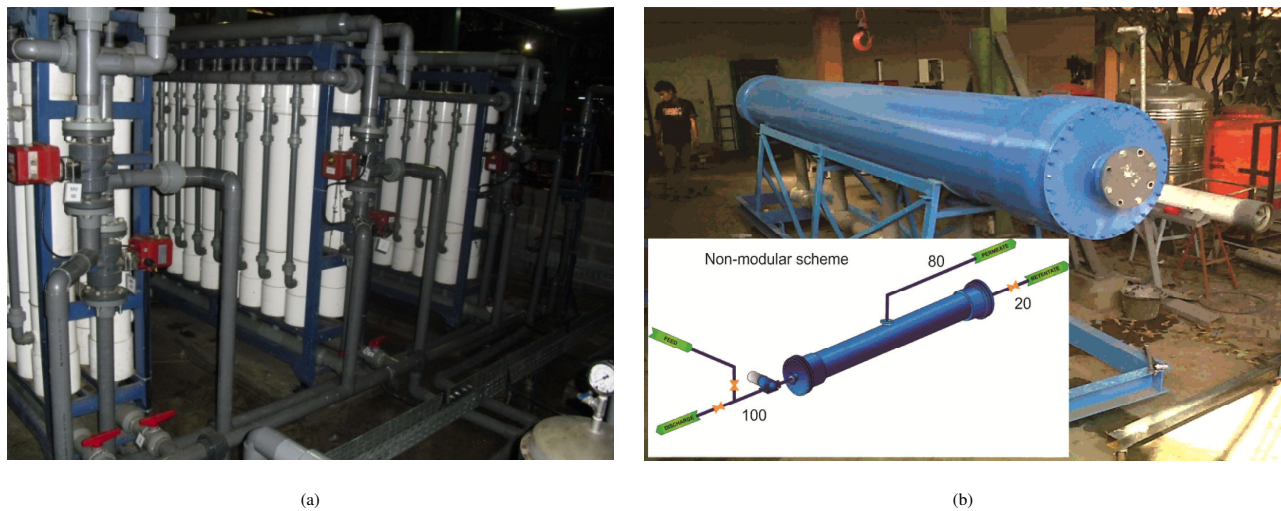 Non-modular scheme
80
PERMEATE
RETENTATE
20
FEED
100
DISCHARGE
(a)
(b)